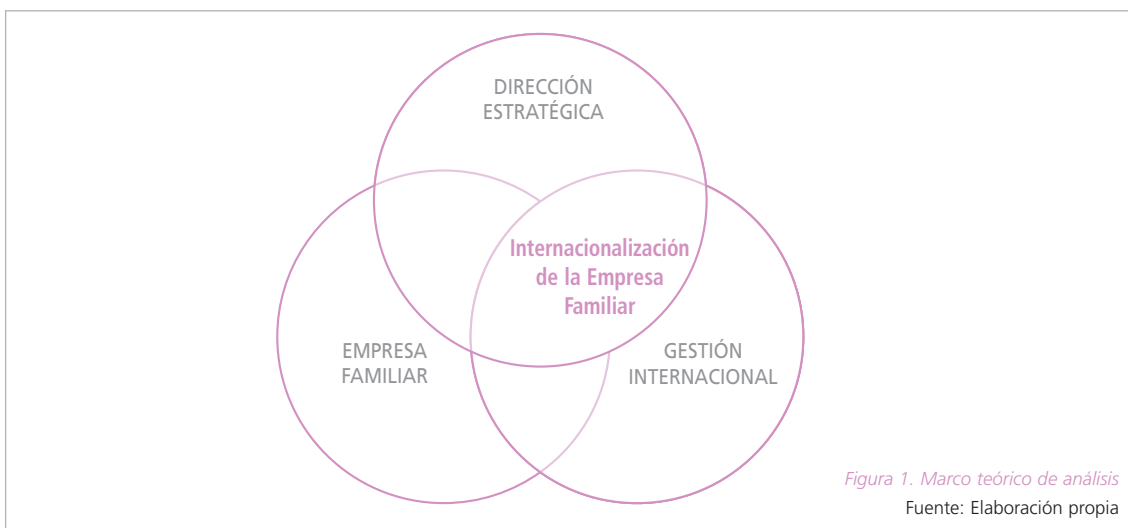 DIRECCIÓN
ESTRATÉGICA
Internacionalización
de la Empresa
Familiar
EMPRESA
FAMILIAR
GESTIÓN
INTERNACIONAL
Figura 1. Marco teórico de análisis
Fuente: Elaboración propia